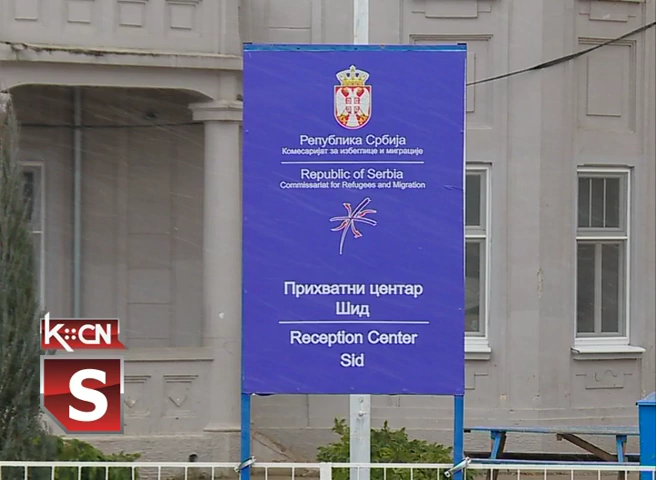 Република Србија
Комесаријат за избеглице и миграције
Republic of Serbia
Commissariat for Refugees and Migration
Прихватни центар
Шид
Reception Center
Sid
K::CN
S